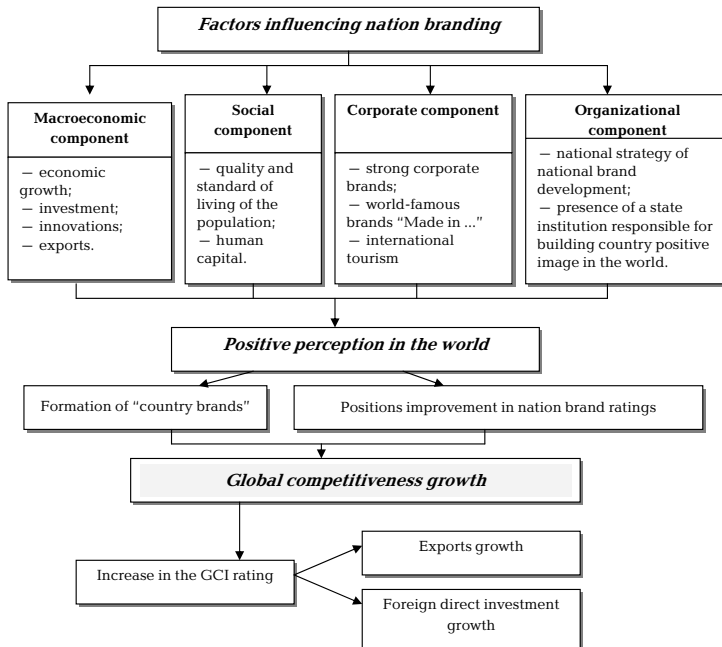 Factors influencing nation branding
Macroeconomic
component
— economic
growth;
— investment;
— innovations;
— exports.
Social
component
— quality and
standard of
living of the
population;
— human
capital.
Corporate component
— strong corporate
brands;
— world-famous
brands “Made in ...”
— international
tourism
Organizational
component
— national strategy of
national brand
development;
— presence of a state
institution responsible for
building country positive
image in the world.
Positive perception in the world
Formation of “country brands”
Positions improvement in nation brand ratings
Global competitiveness growth
Increase in the GCI rating
Exports growth
Foreign direct investment
growth